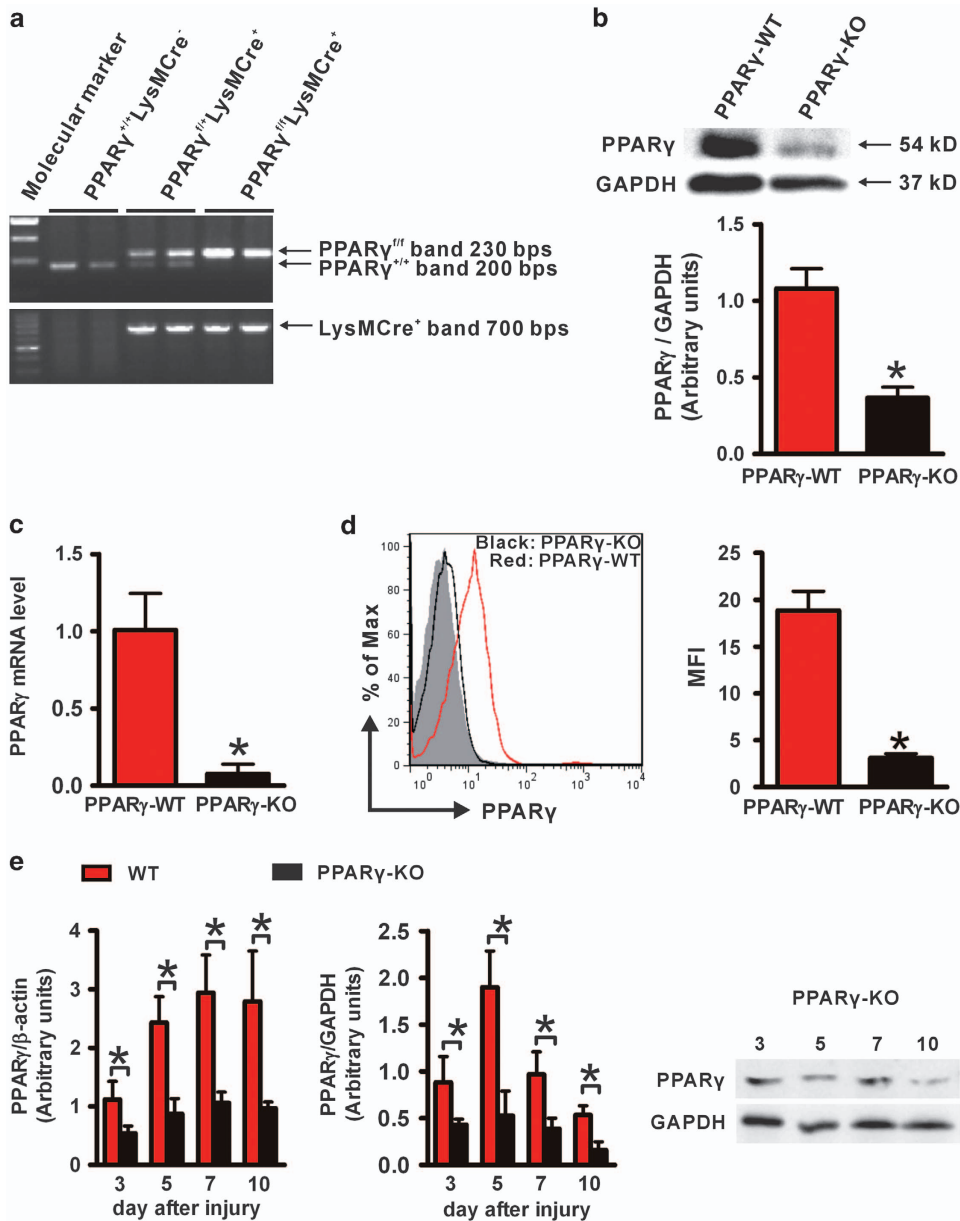 a
Molecular marker
PPARγ+/+LysMCre-
PPARγf/+LysMCre+
PPARγf/fLysMCre+
PPARγf/f band 230 bps
PPARγ+/+ band 200 bps
LysMCre+ band 700 bps
b
PPARγ-WT
PPARγ-KO
PPARγ
54 kD
GAPDH
37 kD
PPARγ / GAPDH
(Arbitrary units)
1.5
1.0
0.5
0.0
*
PPARγ-WT PPARγ-KO
c
PPARγ mRNA level
1.5
1.0
0.5
0.0
*
PPARγ-WT PPARγ-KO
d
% of Max
100
80
60
40
20
0
Black: PPARγ-KO
Red: PPARγ-WT
10^0 10^1 10^2 10^3 10^4
PPARγ
MFI
25
20
15
10
5
0
*
PPARγ-WT PPARγ-KO
e
WT
PPARγ-KO
PPARγ/β-actin
(Arbitrary units)
4
3
2
1
0
* * * *
3 5 7 10
day after injury
PPARγ/GAPDH
(Arbitrary units)
2.5
2.0
1.5
1.0
0.5
0.0
* * * *
3 5 7 10
day after injury
PPARγ-KO
3 5 7 10
PPARγ
GAPDH